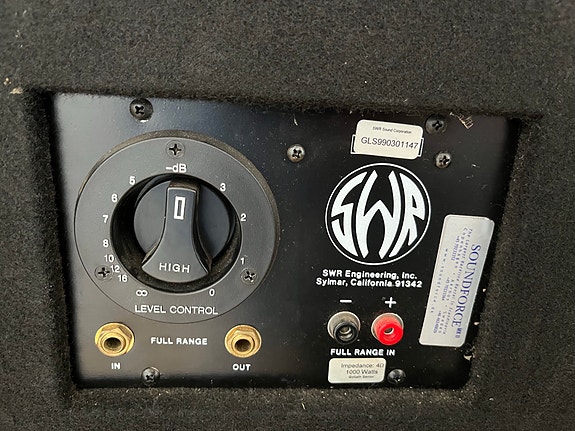 SWR Sound Corporation
GLS990301147
-dB
5
3
6
2
7
8
1
10
12
16
∞
0
HIGH
LEVEL CONTROL
SWR
SWR Engineering, Inc.
Sylmar, California 91342
SOUNDFORCE
FULL RANGE
IN
OUT
- +
FULL RANGE IN
Impedance: 4Ω
1000 Watts